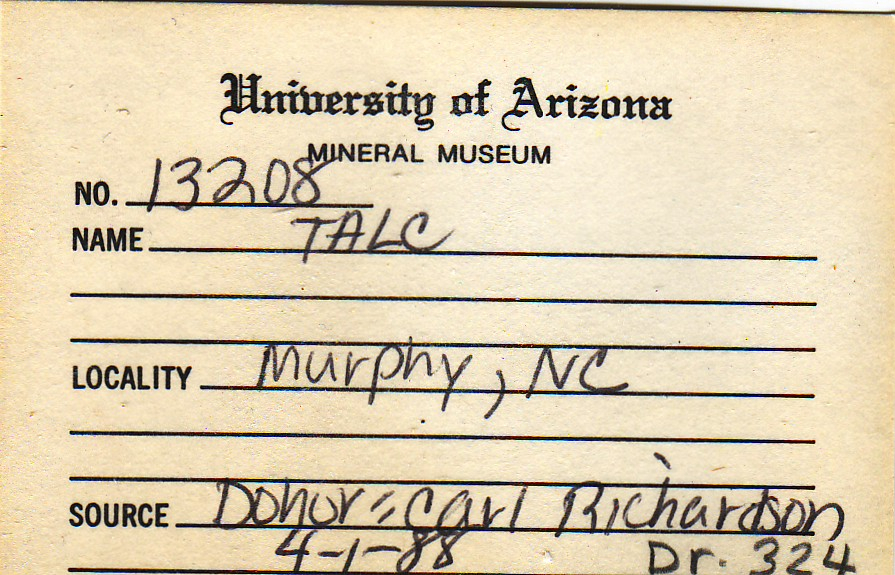 University of Arizona
MINERAL MUSEUM
NO. 13208
NAME TALC
LOCALITY Murphy, NC
SOURCE Donor = Carl Richardson
4-1-88 Dr. 324